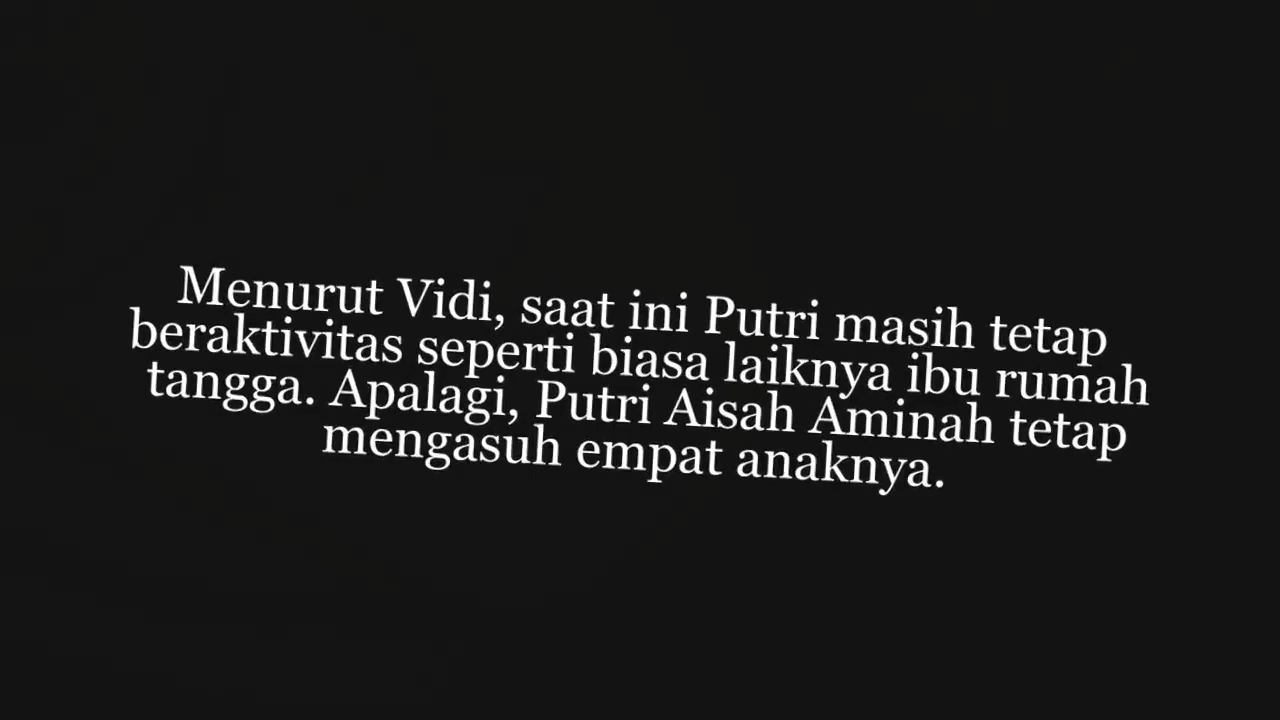 Menurut Vidi, saat ini Putri masih tetap
beraktivitas seperti biasa laiknya ibu rumah
tangga. Apalagi, Putri Aisah Aminah tetap
mengasuh empat anaknya.